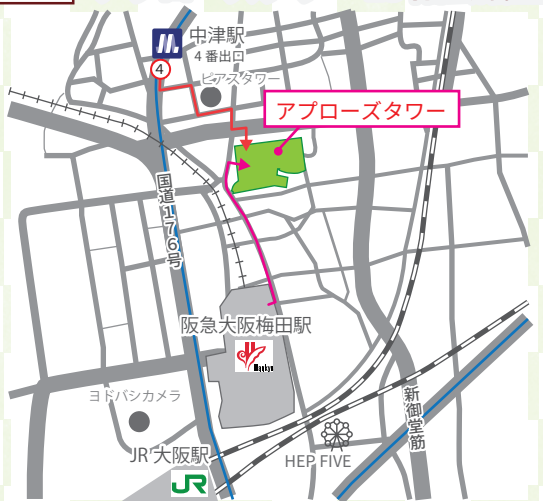 中津駅
4番出口
4
ピアスタワー
アプローズタワー
国道176号
阪急大阪梅田駅
Hankyu
ヨドバシカメラ
新御堂筋
HEP FIVE
JR大阪駅
JR